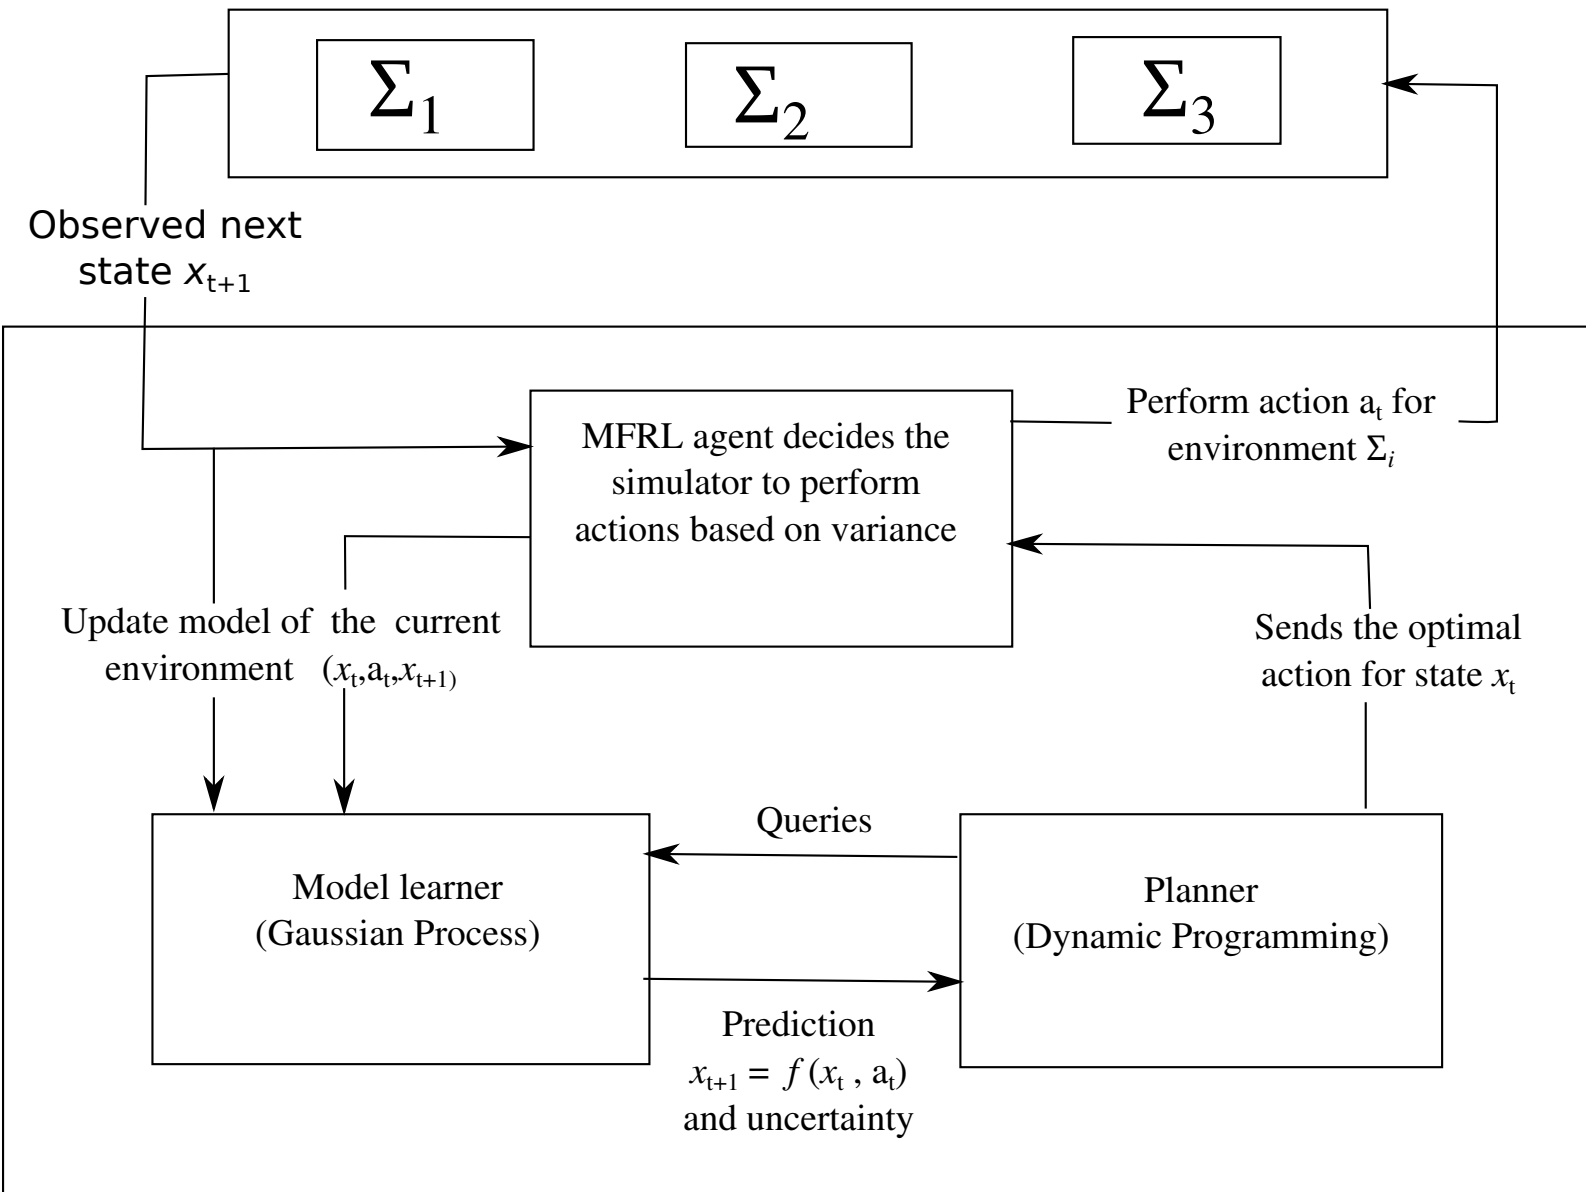 Σ1
Σ2
Σ3
Observed next
state xt+1
MFRL agent decides the
simulator to perform
actions based on variance
Perform action at for
environment Σi
Update model of the current
environment (xt,at,xt+1)
Sends the optimal
action for state xt
Queries
Model learner
(Gaussian Process)
Planner
(Dynamic Programming)
Prediction
xt+1 = f (xt , at)
and uncertainty